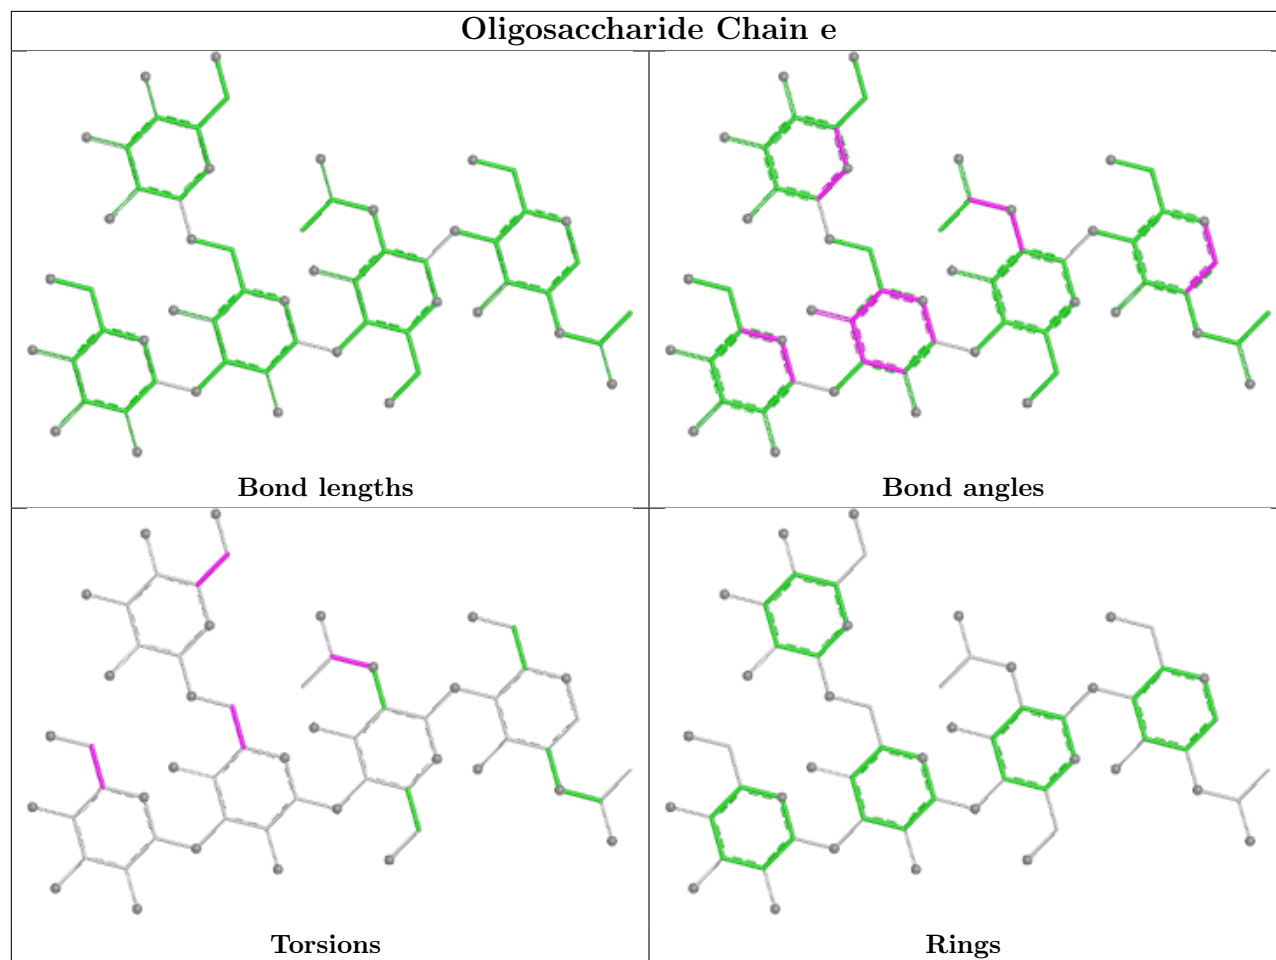 Oligosaccharide Chain e
Bond lengths
Bond angles
Torsions
Rings